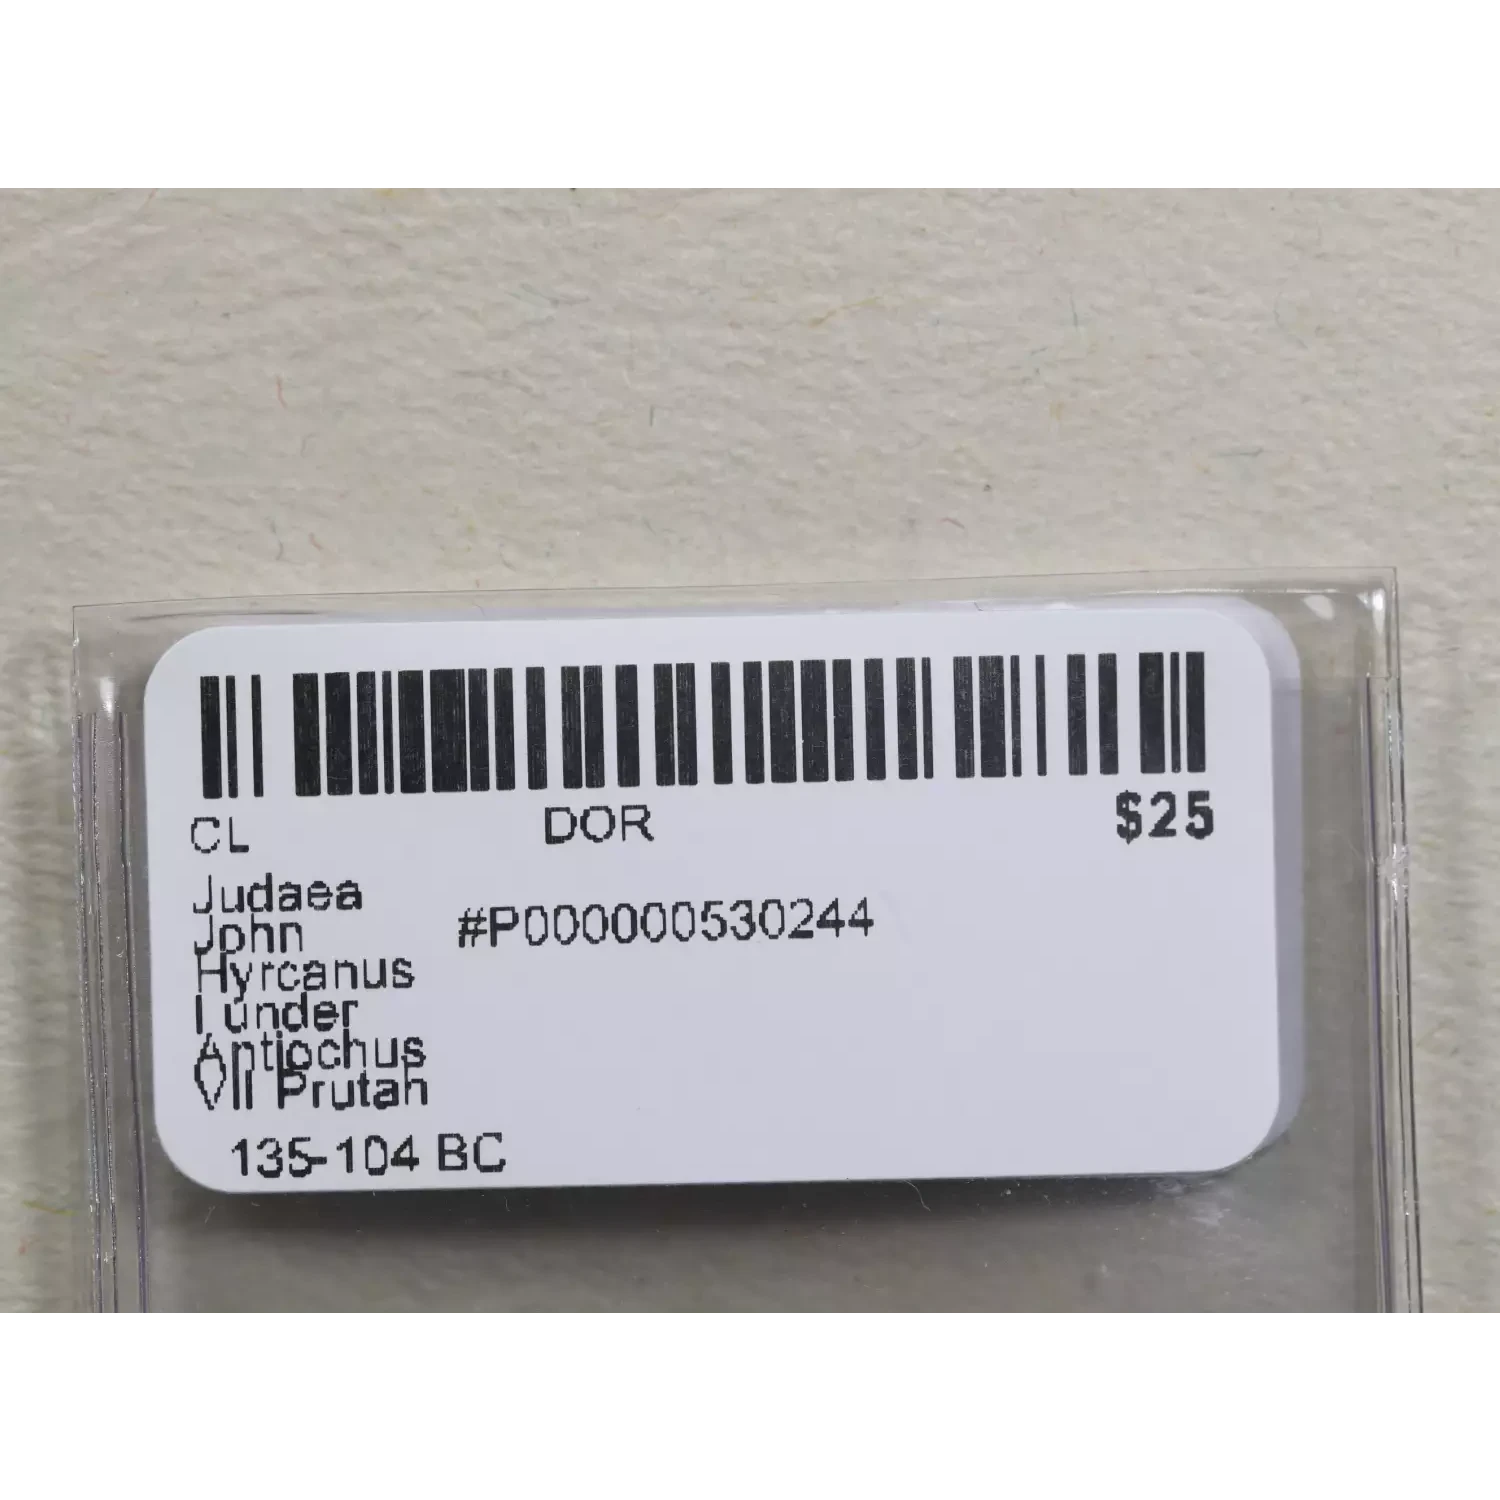 CL DOR $25
Judaea
John #P000000530244
Hyrcanus
I under
Antiochus
VII Prutah
135-104 BC